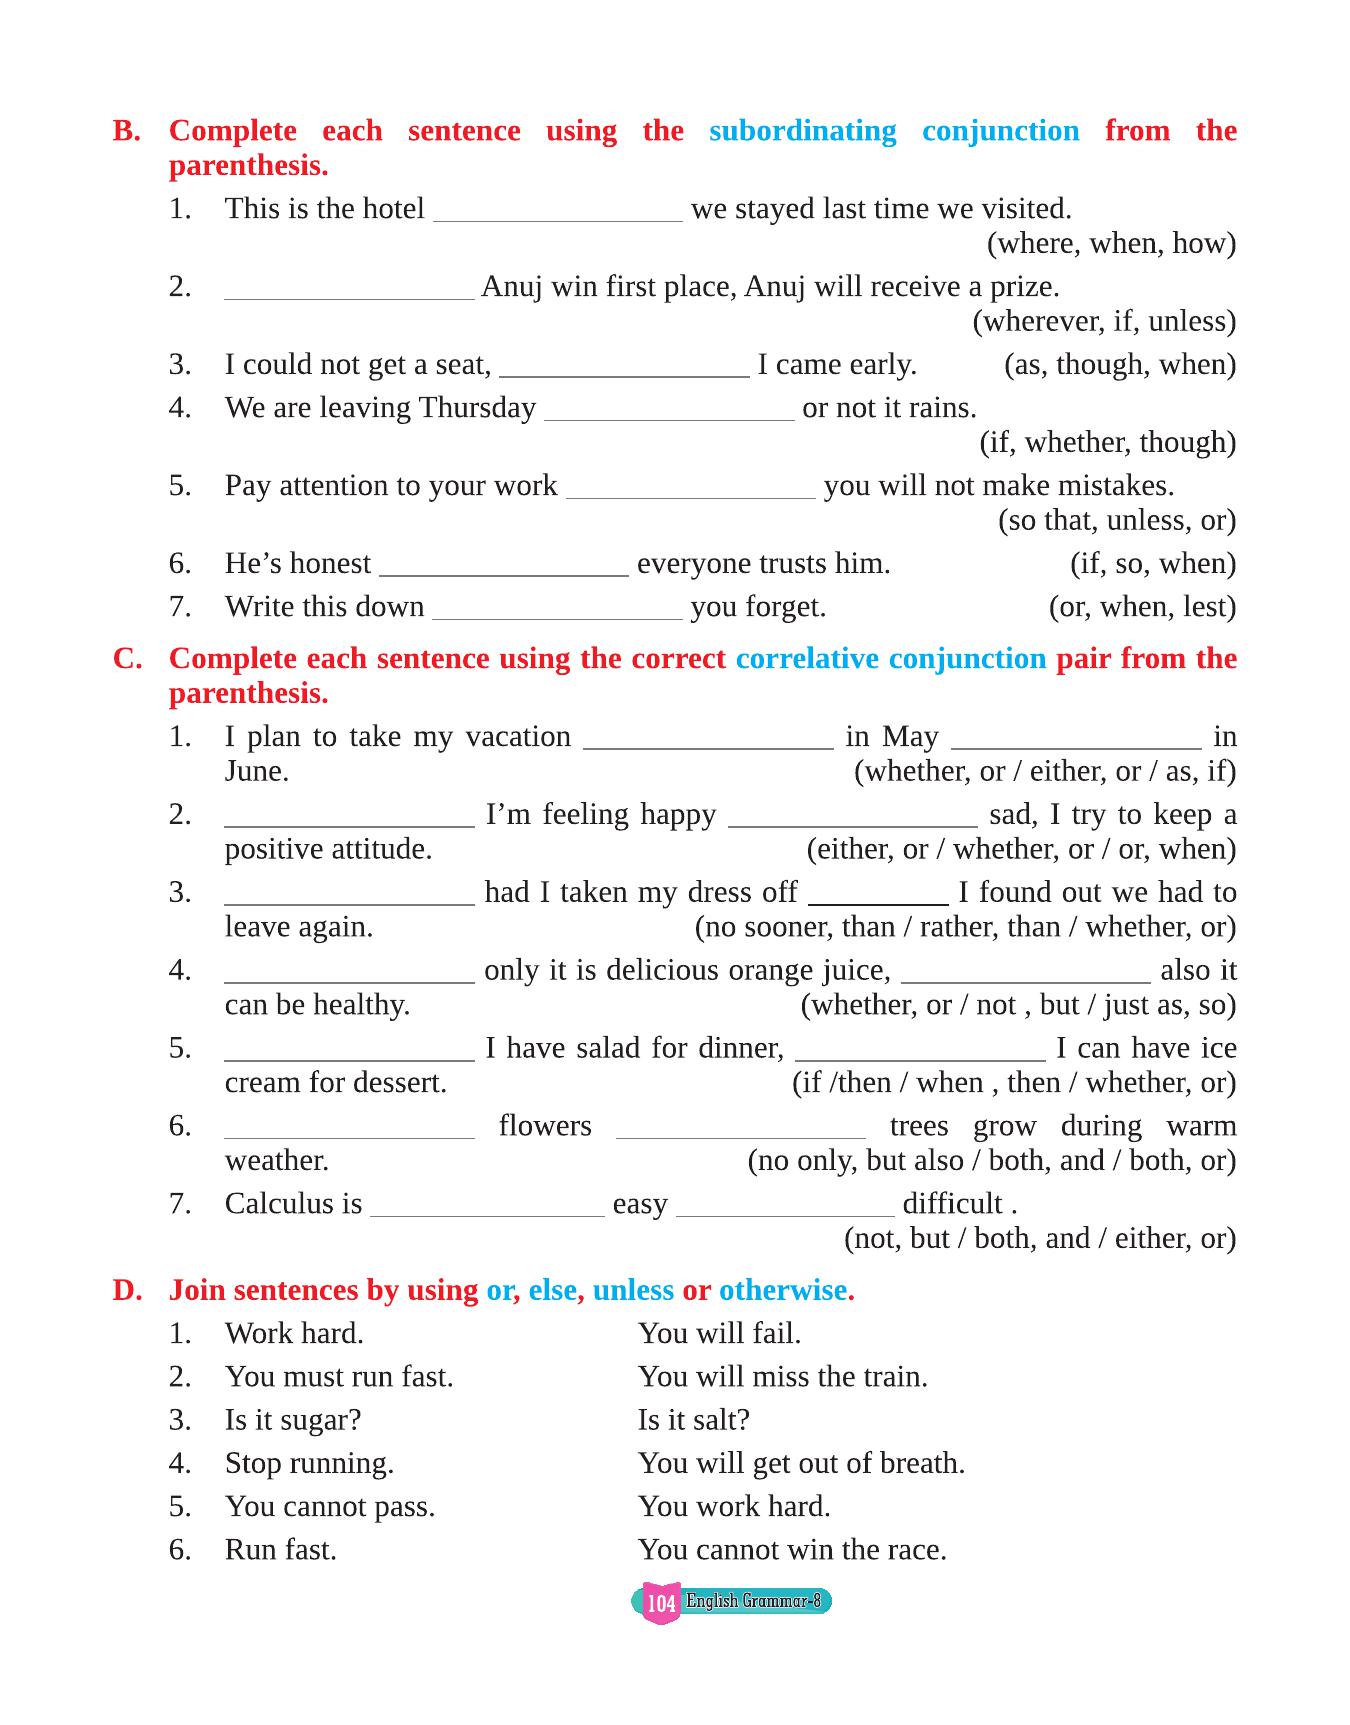 B. Complete each sentence using the subordinating conjunction from the
parenthesis.
1. This is the hotel ________________ we stayed last time we visited.
(where, when, how)
2. ________________ Anuj win first place, Anuj will receive a prize.
(wherever, if, unless)
3. I could not get a seat, ________________ I came early. (as, though, when)
4. We are leaving Thursday ________________ or not it rains.
(if, whether, though)
5. Pay attention to your work ________________ you will not make mistakes.
(so that, unless, or)
6. He’s honest ________________ everyone trusts him. (if, so, when)
7. Write this down ________________ you forget. (or, when, lest)
C. Complete each sentence using the correct correlative conjunction pair from the
parenthesis.
1. I plan to take my vacation ________________ in May ________________ in
June. (whether, or / either, or / as, if)
2. ________________ I’m feeling happy ________________ sad, I try to keep a
positive attitude. (either, or / whether, or / or, when)
3. ________________ had I taken my dress off _________ I found out we had to
leave again. (no sooner, than / rather, than / whether, or)
4. ________________ only it is delicious orange juice, ________________ also it
can be healthy. (whether, or / not , but / just as, so)
5. ________________ I have salad for dinner, ________________ I can have ice
cream for dessert. (if /then / when , then / whether, or)
6. ________________ flowers ________________ trees grow during warm
weather. (no only, but also / both, and / both, or)
7. Calculus is _______________ easy ______________ difficult .
(not, but / both, and / either, or)
D. Join sentences by using or, else, unless or otherwise.
1. Work hard. You will fail.
2. You must run fast. You will miss the train.
3. Is it sugar? Is it salt?
4. Stop running. You will get out of breath.
5. You cannot pass. You work hard.
6. Run fast. You cannot win the race.
104 English Grammar-8